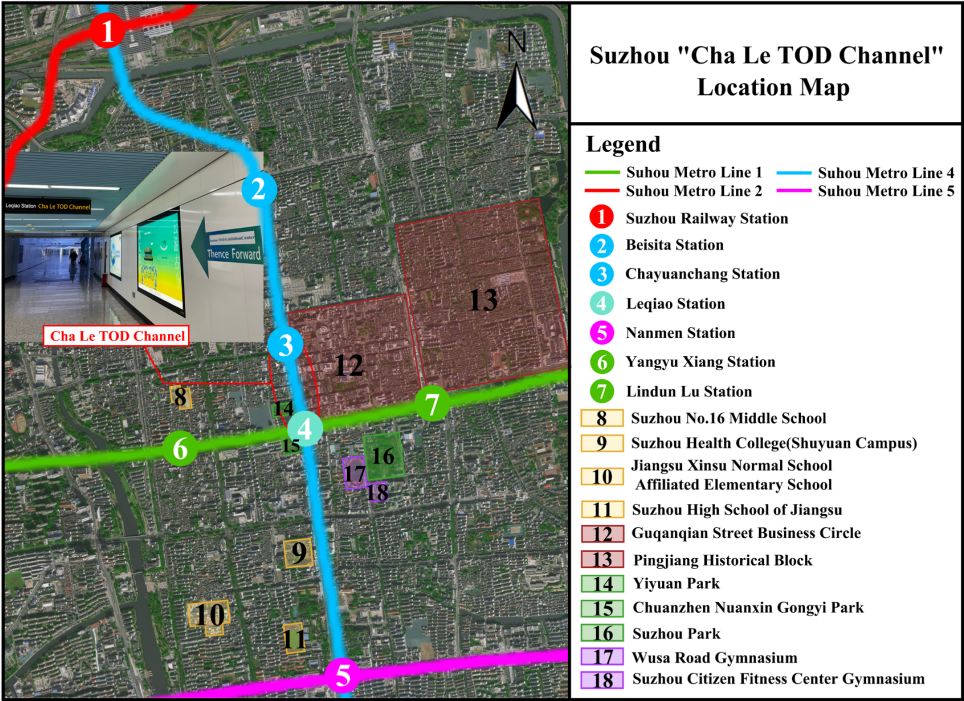 Suzhou "Cha Le TOD Channel"
Location Map
Legend
Suhou Metro Line 1
Suhou Metro Line 4
Suhou Metro Line 2
Suhou Metro Line 5
1 Suzhou Railway Station
2 Beisita Station
3 Chayuanchang Station
4 Leqiao Station
5 Nanmen Station
6 Yangyu Xiang Station
7 Lindun Lu Station
8 Suzhou No.16 Middle School
9 Suzhou Health College(Shuyuan Campus)
10 Jiangsu Xinsu Normal School
Affiliated Elementary School
11 Suzhou High School of Jiangsu
12 Guqanqian Street Business Circle
13 Pingjiang Historical Block
14 Yiyuan Park
15 Chuanzhen Nuanxin Gongyi Park
16 Suzhou Park
17 Wusa Road Gymnasium
18 Suzhou Citizen Fitness Center Gymnasium
1
N
2
Leqiao Station Cha Le TOD Channel
Thence Forward
13
Cha Le TOD Channel
3
12
8
14
7
4
6
15
16
17
18
9
10
11
5